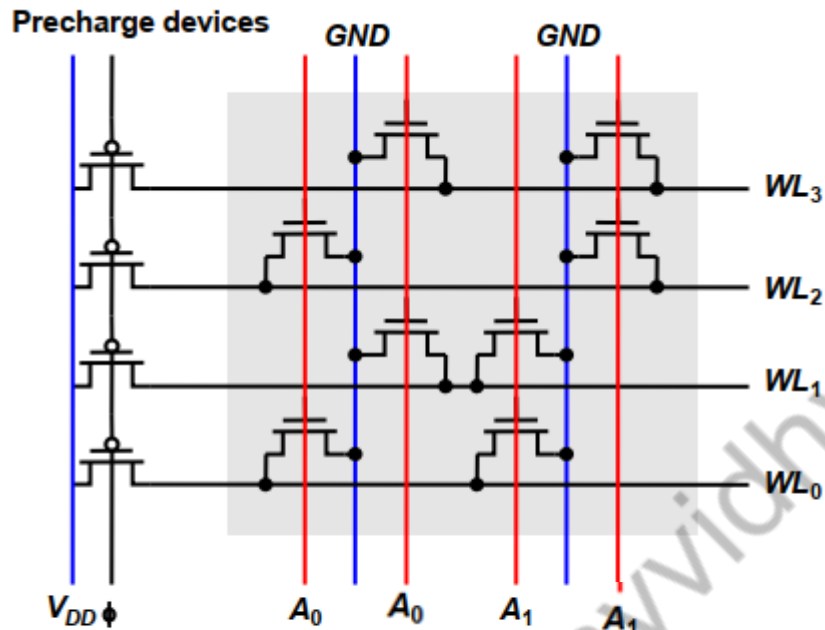 Precharge devices
GND GND
WL3
WL2
WL1
WL0
VDD ϕ A0 A0 A1 A1